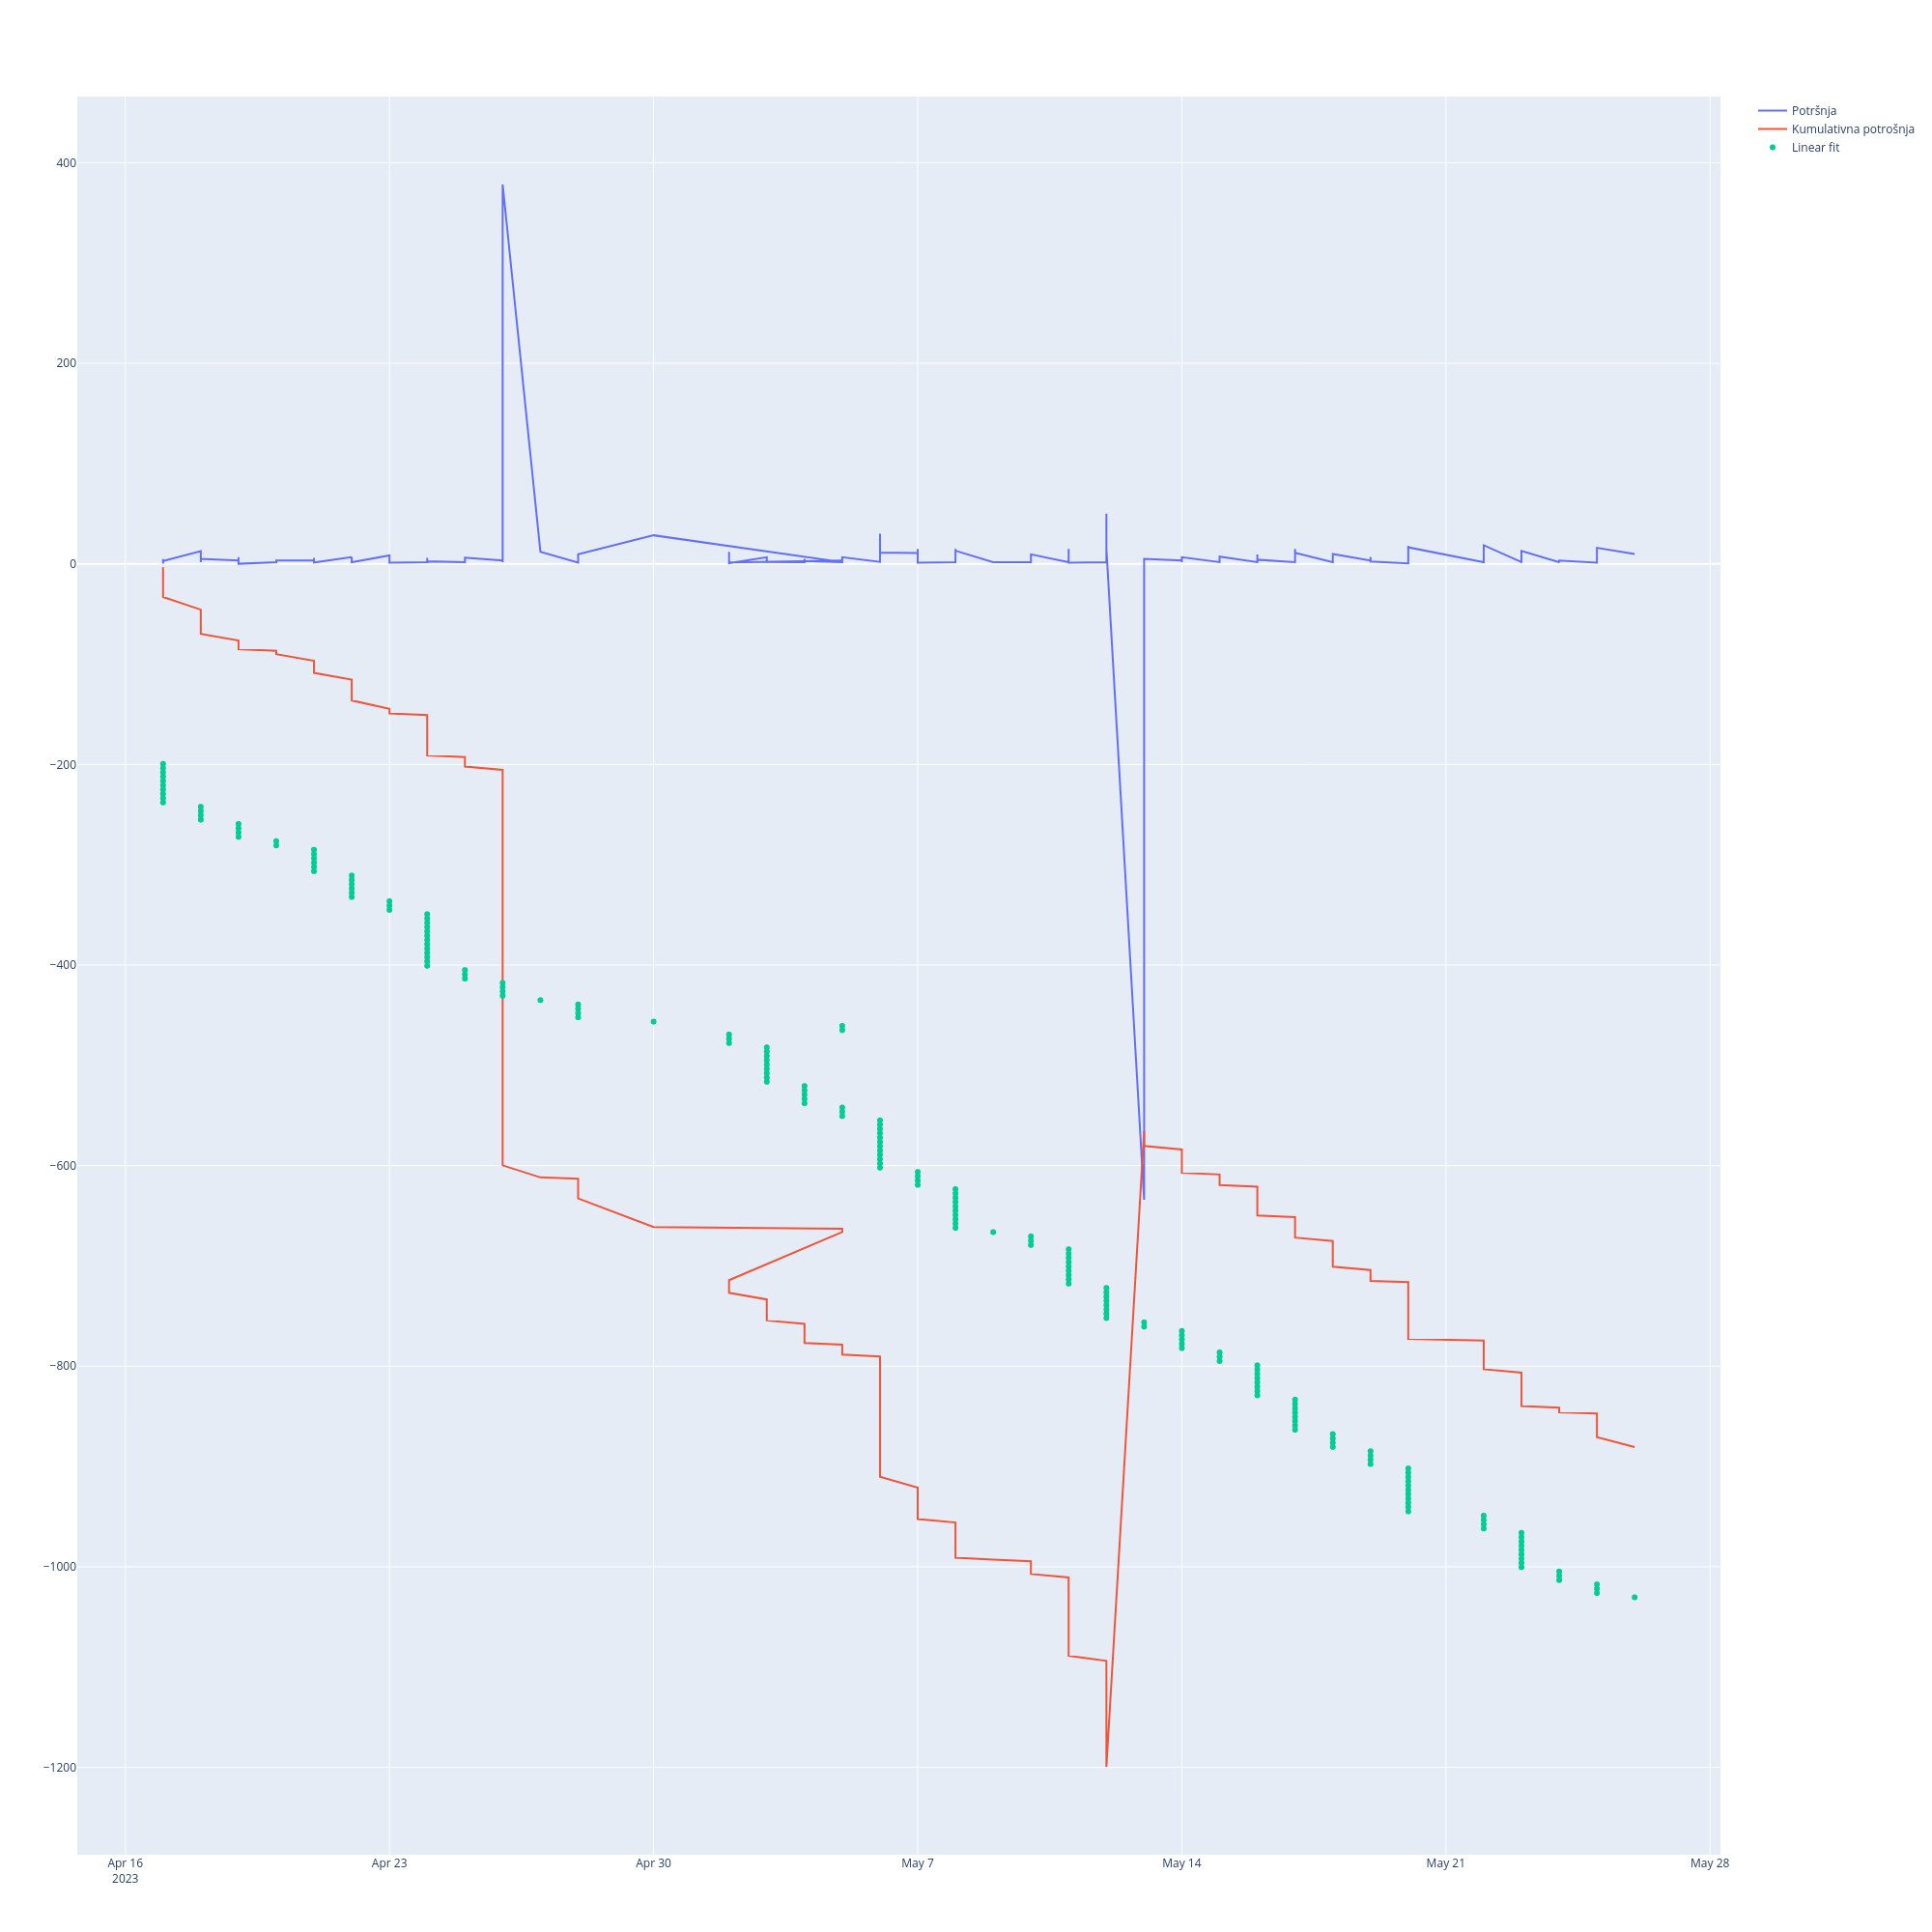 Potršnja
Kumulativna potrošnja
Linear fit
400
200
0
−200
−400
−600
−800
−1000
−1200
Apr 16
2023
Apr 23
Apr 30
May 7
May 14
May 21
May 28